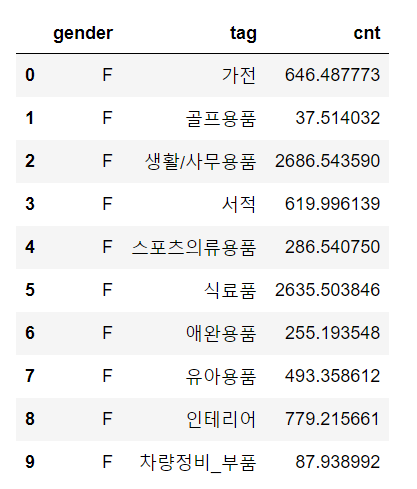 gender tag cnt
0 F 가전 646.487773
1 F 골프용품 37.514032
2 F 생활/사무용품 2686.543590
3 F 서적 619.996139
4 F 스포츠의류용품 286.540750
5 F 식료품 2635.503846
6 F 애완용품 255.193548
7 F 유아용품 493.358612
8 F 인테리어 779.215661
9 F 차량정비_부품 87.938992